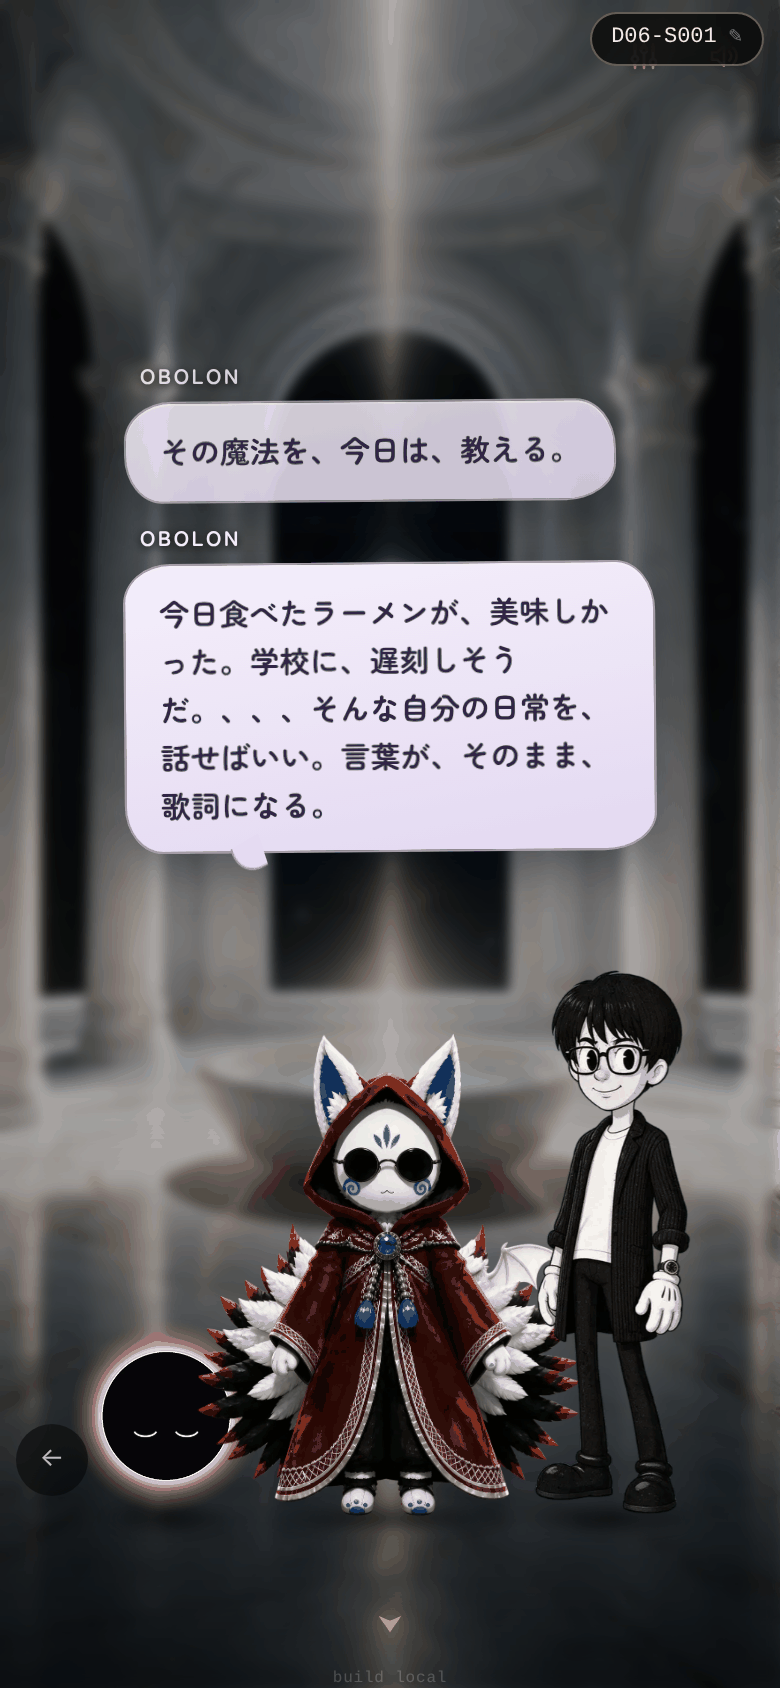 D06-S001 ✎
OBOLON
その魔法を、今日は、教える。
OBOLON
今日食べたラーメンが、美味しか
った。学校に、遅刻しそう
だ。、、、そんな自分の日常を、
話せばいい。言葉が、そのまま、
歌詞になる。
build local